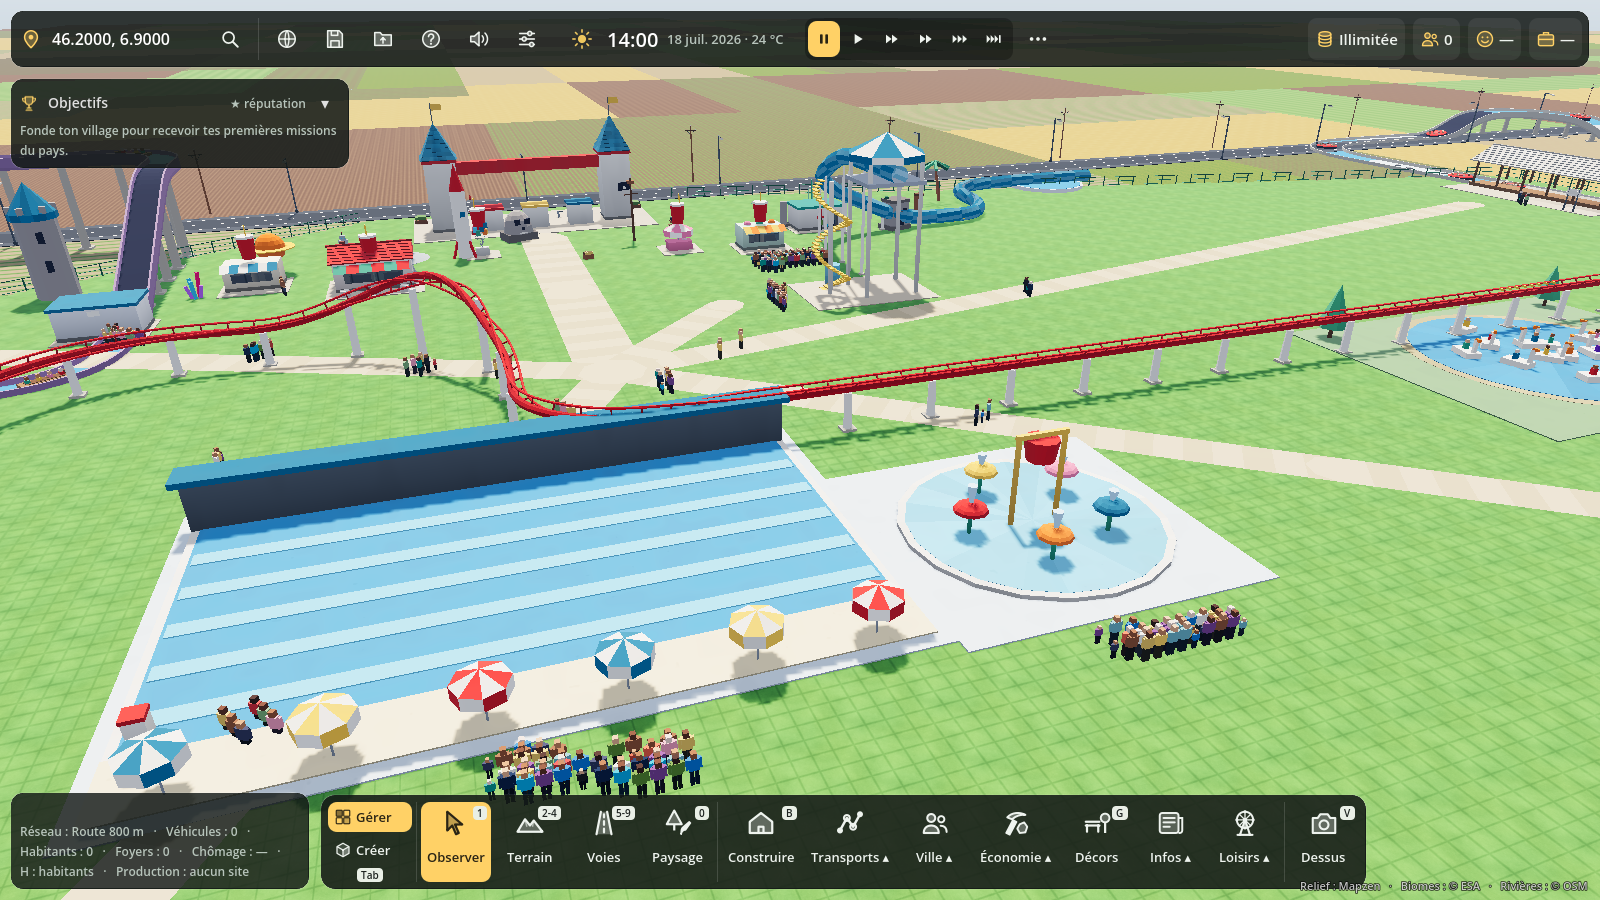 46.2000, 6.9000
14:00
18 juil. 2026 · 24 °C
Illimitée
0
—
—
Objectifs
★ réputation ▼
Fonde ton village pour recevoir tes premières missions
du pays.
Réseau : Route 800 m · Véhicules : 0 ·
Habitants : 0 · Foyers : 0 · Chômage : — ·
H : habitants · Production : aucun site
Gérer
Créer
Tab
1
Observer
2-4
Terrain
5-9
Voies
0
Paysage
B
Construire
Transports ▴
Ville ▴
Économie ▴
G
Décors
Infos ▴
Loisirs ▴
V
Dessus
Relief : Mapzen · Biomes : © ESA · Rivières : © OSM